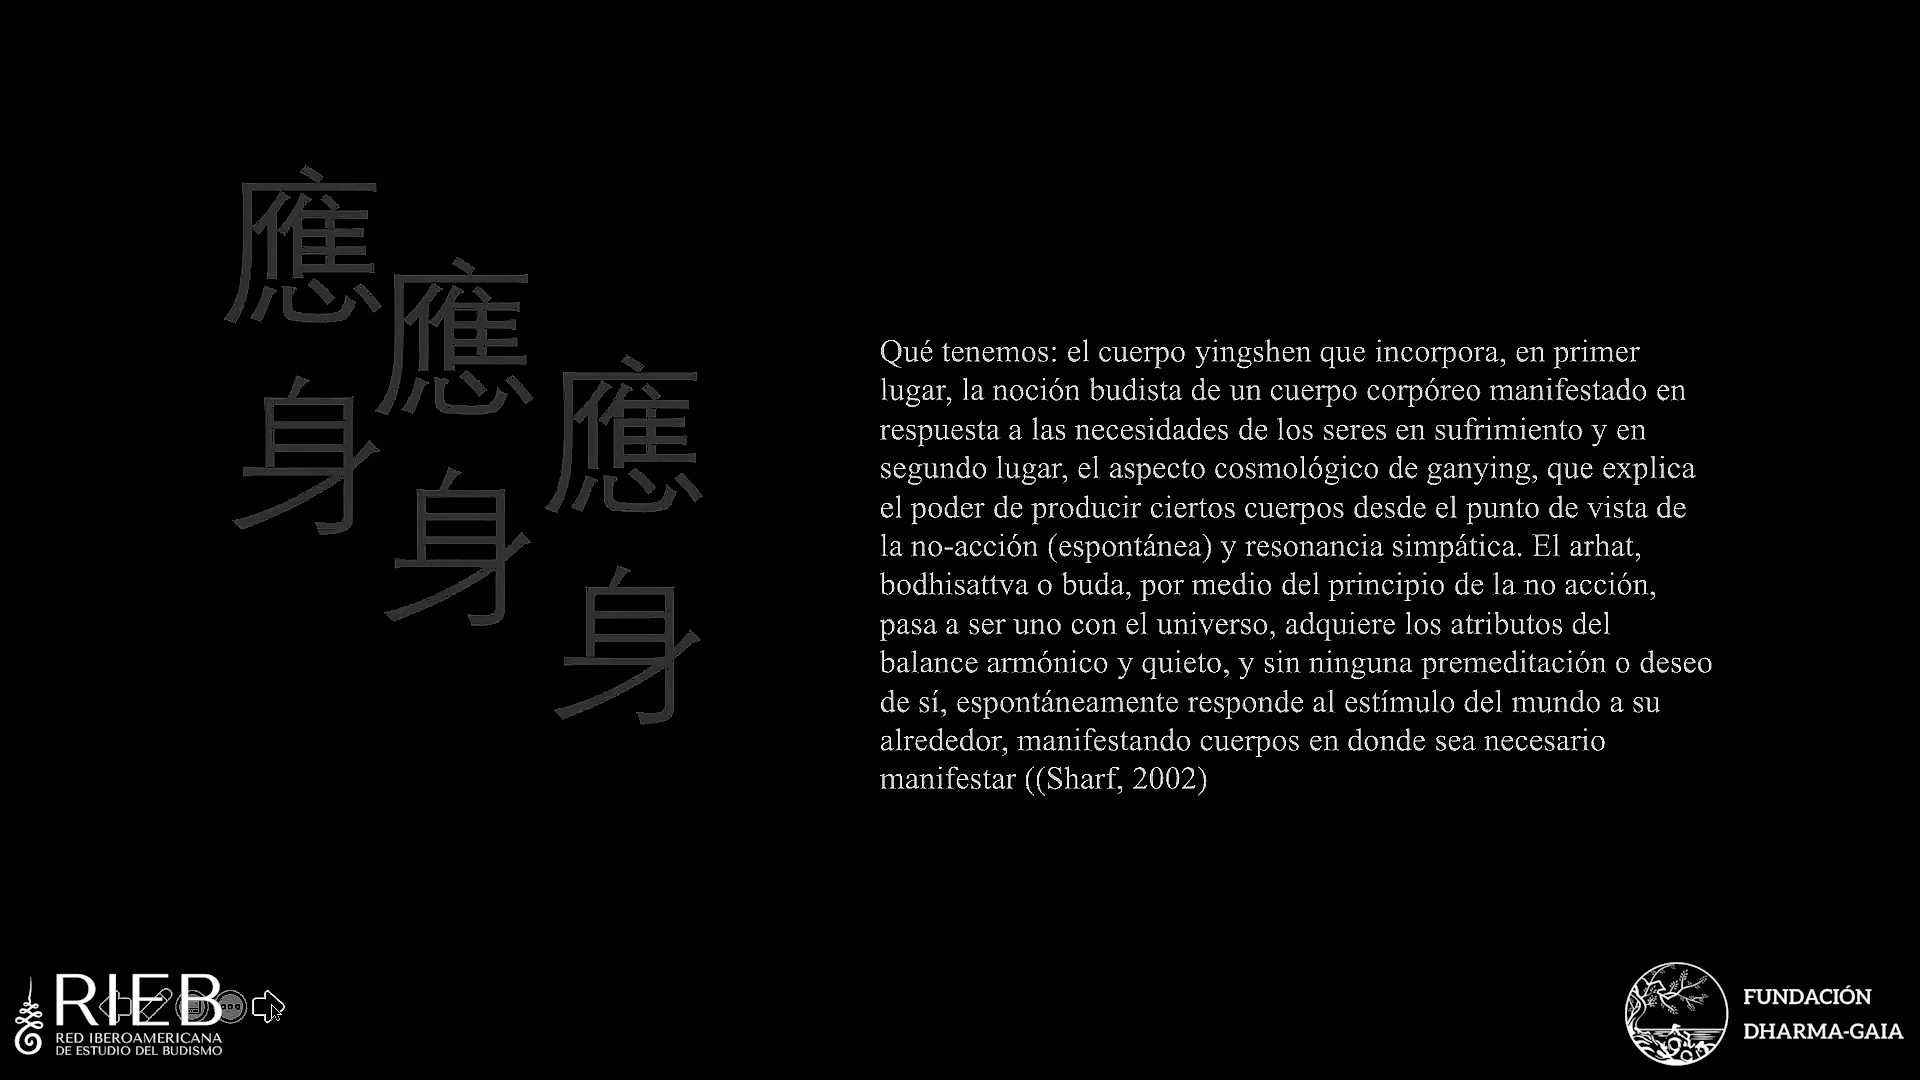 應
身
應
身
應
身
Qué tenemos: el cuerpo yingshen que incorpora, en primer
lugar, la noción budista de un cuerpo corpóreo manifestado en
respuesta a las necesidades de los seres en sufrimiento y en
segundo lugar, el aspecto cosmológico de ganying, que explica
el poder de producir ciertos cuerpos desde el punto de vista de
la no-acción (espontánea) y resonancia simpática. El arhat,
bodhisattva o buda, por medio del principio de la no acción,
pasa a ser uno con el universo, adquiere los atributos del
balance armónico y quieto, y sin ninguna premeditación o deseo
de sí, espontáneamente responde al estímulo del mundo a su
alrededor, manifestando cuerpos en donde sea necesario
manifestar ((Sharf, 2002)
RIEB
RED IBEROAMERICANA
DE ESTUDIO DEL BUDISMO
FUNDACIÓN
DHARMA-GAIA